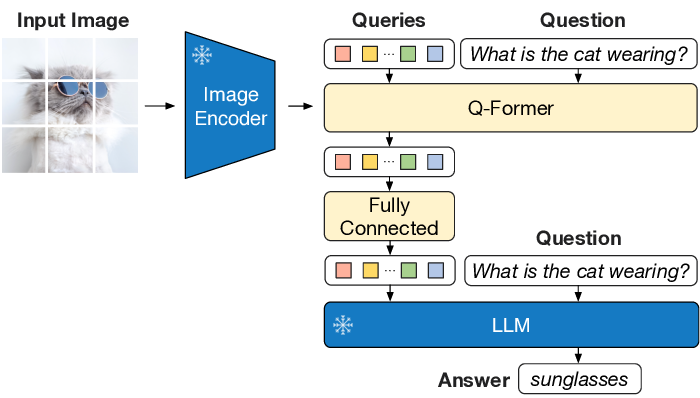 Input Image
Queries
Question
What is the cat wearing?
Image
Encoder
Q-Former
Fully
Connected
Question
What is the cat wearing?
LLM
Answer
sunglasses